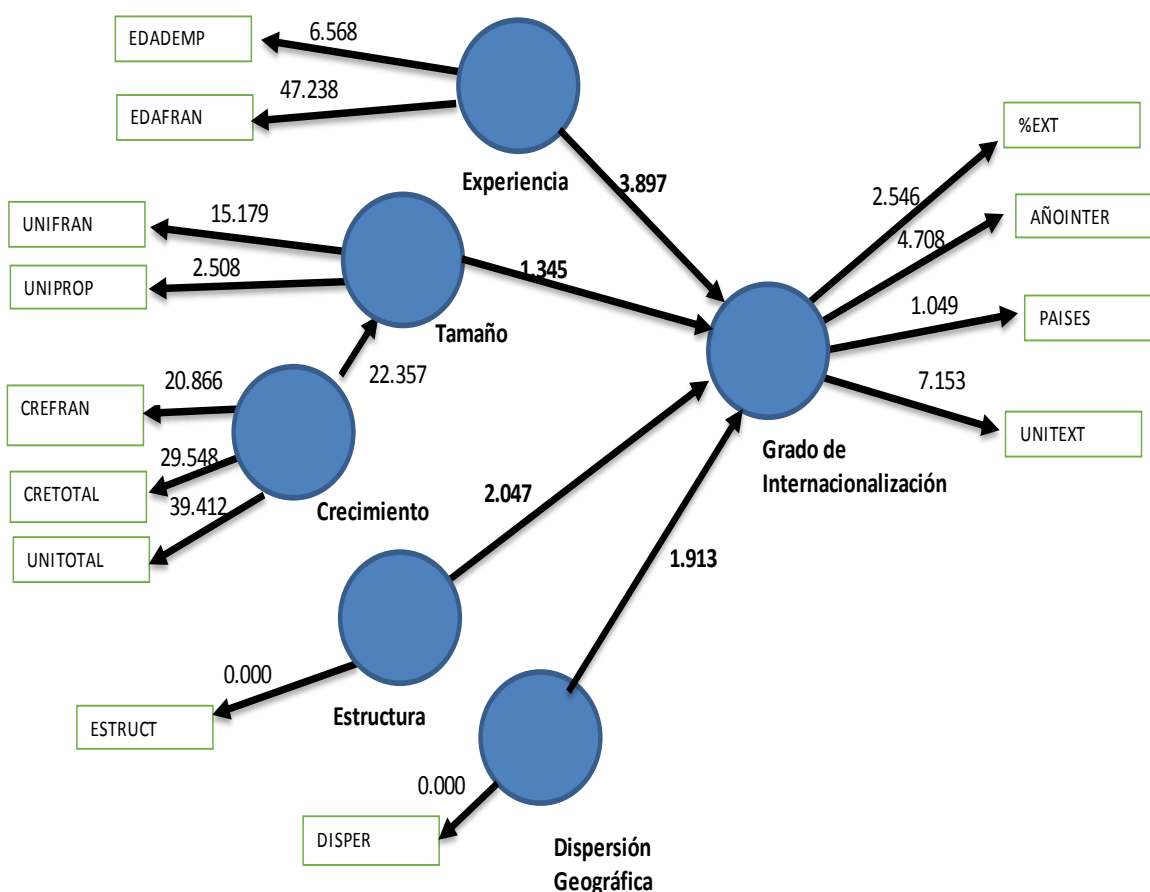 EDADEMP
6.568
47.238
EDAFRAN
%EXT
Experiencia
3.897
2.546
UNIFRAN
15.179
AÑOINTER
4.708
UNIPROP
2.508
1.345
1.049
PAISES
Tamaño
22.357
20.866
CREFRAN
7.153
UNITEXT
Grado de
Internacionalización
29.548
CRETOTAL
39.412
Crecimiento
2.047
UNITOTAL
1.913
0.000
ESTRUCT
Estructura
0.000
DISPER
Dispersión
Geográfica